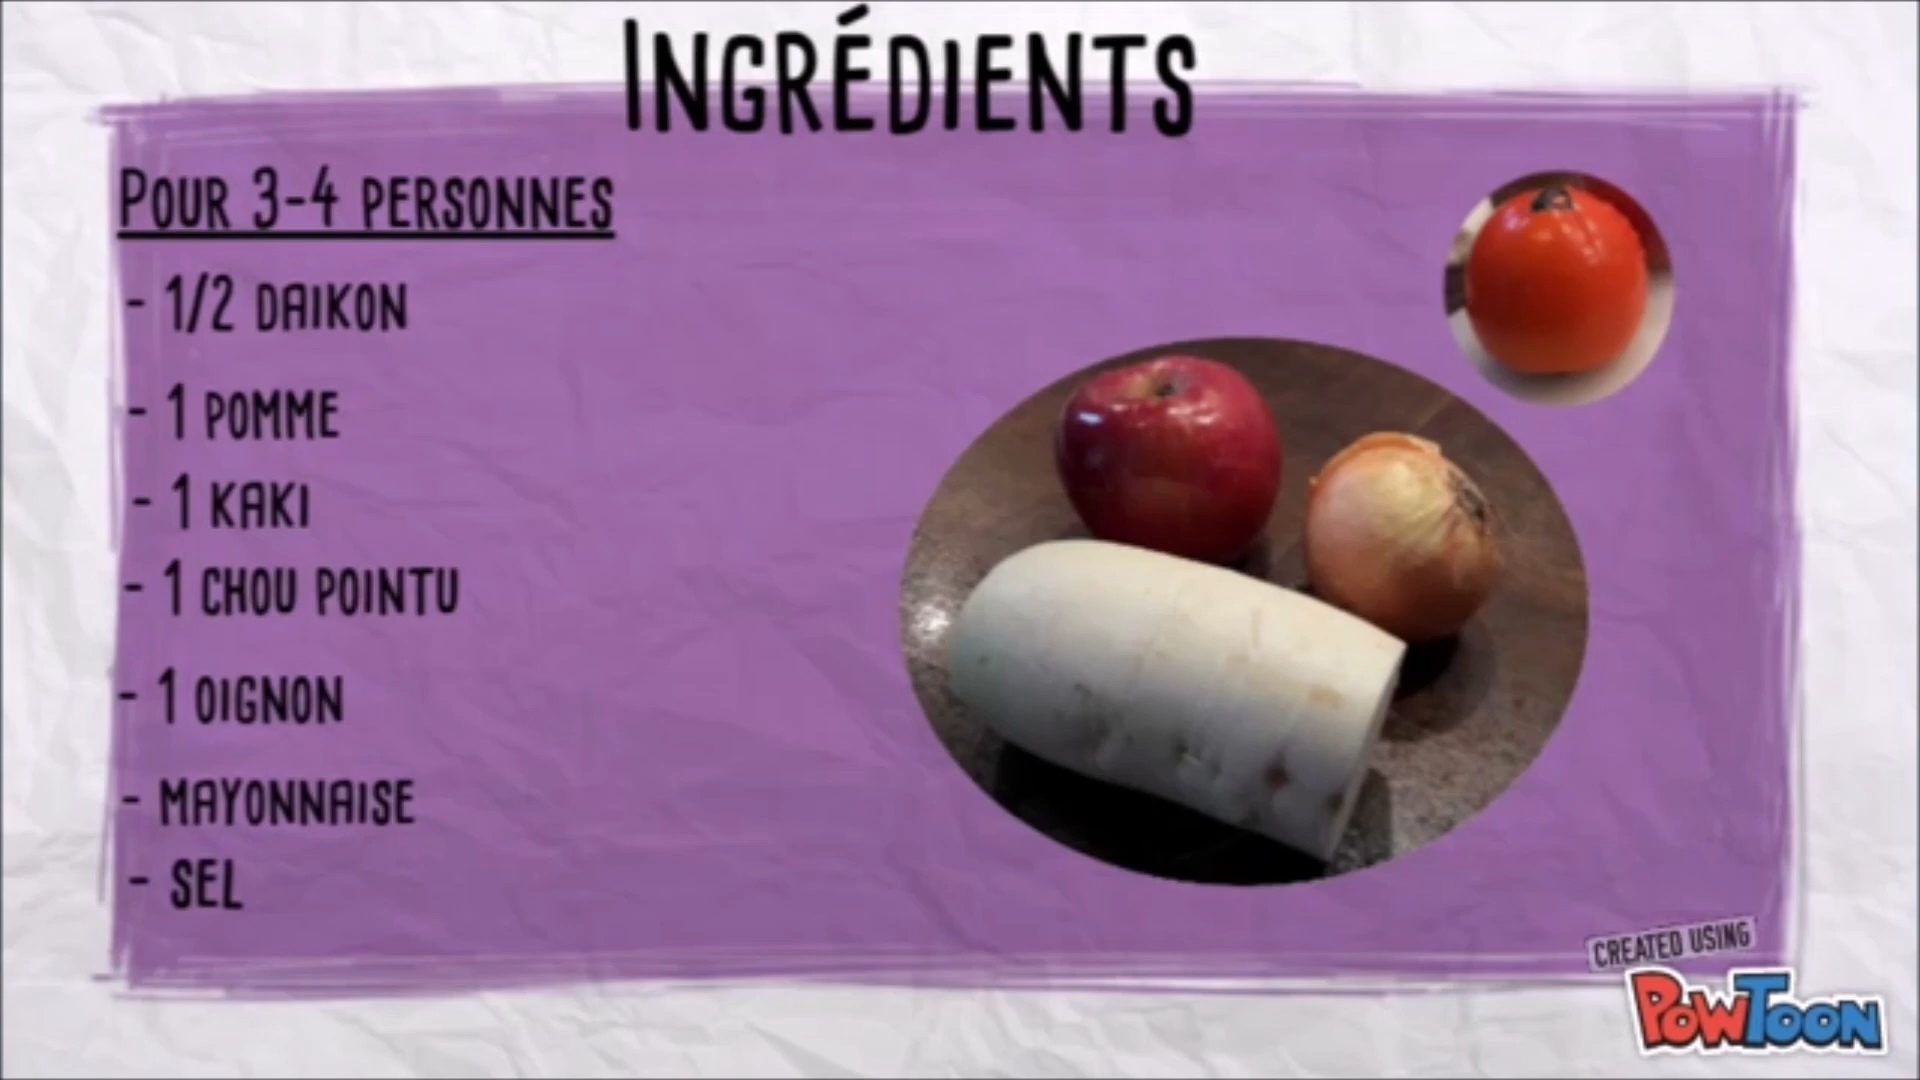 INGRÉDIENTS
POUR 3-4 PERSONNES
- 1/2 DAIKON
- 1 POMME
- 1 KAKI
- 1 CHOU POINTU
- 1 OIGNON
- MAYONNAISE
- SEL
CREATED USING
POWTOON